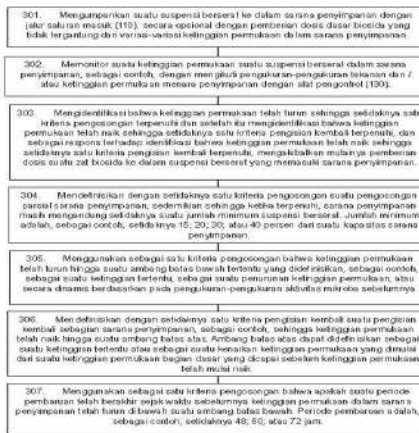 301. Mengumpankan suatu suspensi berserat ke dalam sarana penyimpanan dengan
jalur saluran masuk (110), secara opsional dengan pemberian dosis dasar biosida yang
tidak tergantung dari variasi-variasi ketinggian permukaan dalam sarana penyimpanan.
302. Memonitor suatu ketinggian permukaan suatu suspensi berserat dalam sarana
penyimpanan, sebagai contoh, dengan mengikuti pengukuran-pengukuran tekanan dan /
atau ketinggian permukaan menara penyimpanan dengan alat pengontrol (130).
303. Mengidentifikasi bahwa ketinggian permukaan telah turun sehingga setidaknya satu
kriteria pengosongan terpenuhi dan setelah itu mengidentifikasi bahwa ketinggian
permukaan telah naik sehingga setidaknya satu kriteria pengisian kembali terpenuhi, dan
sebagai respons terhadap identifikasi bahwa ketinggian permukaan telah naik sehingga
setidaknya satu kriteria pengisian kembali terpenuhi, mengakibatkan mulainya pemberian
dosis suatu zat biosida ke dalam suspensi berserat yang memasuki sarana penyimpanan.
304. Mendefinisikan dengan setidaknya satu kriteria pengosongan suatu pengosongan
parsial sarana penyimpanan, sedemikian sehingga ketika terpenuhi, sarana penyimpanan
masih mengandung setidaknya suatu jumlah minimum suspensi berserat. Jumlah minimum
adalah, sebagai contoh, setidaknya 15; 20; 30; atau 40 persen dari suatu kapasitas sarana
penyimpanan.
305. Menggunakan sebagai satu kriteria pengosongan bahwa ketinggian permukaan
telah turun hingga suatu ambang batas bawah tertentu yang didefinisikan, sebagai contoh,
sebagai suatu ketinggian tertentu, sebagai suatu penurunan ketinggian permukaan, atau
secara dinamis berdasarkan pada pengukuran-pengukuran aktivitas mikroba sebelumnya.
306. Mendefinisikan dengan setidaknya satu kriteria pengisian kembali suatu pengisian
kembali sebagian sarana penyimpanan, sebagai contoh, sehingga ketinggian permukaan
telah naik hingga suatu ambang batas atas. Ambang batas atas dapat didefinisikan sebagai
suatu ketinggian tertentu atau sebagai suatu kenaikan ketinggian permukaan yang dimulai
dari suatu ketinggian permukaan bagian dasar yang dicapai sebelum ketinggian permukaan
telah mulai naik.
307. Menggunakan sebagai satu kriteria pengosongan bahwa apakah suatu periode
pembaruan telah berakhir sejak waktu sebelumnya ketinggian permukaan dalam sarana
penyimpanan telah turun di bawah suatu ambang batas bawah. Periode pembaruan adalah,
sebagai contoh, setidaknya 48; 60; atau 72 jam.